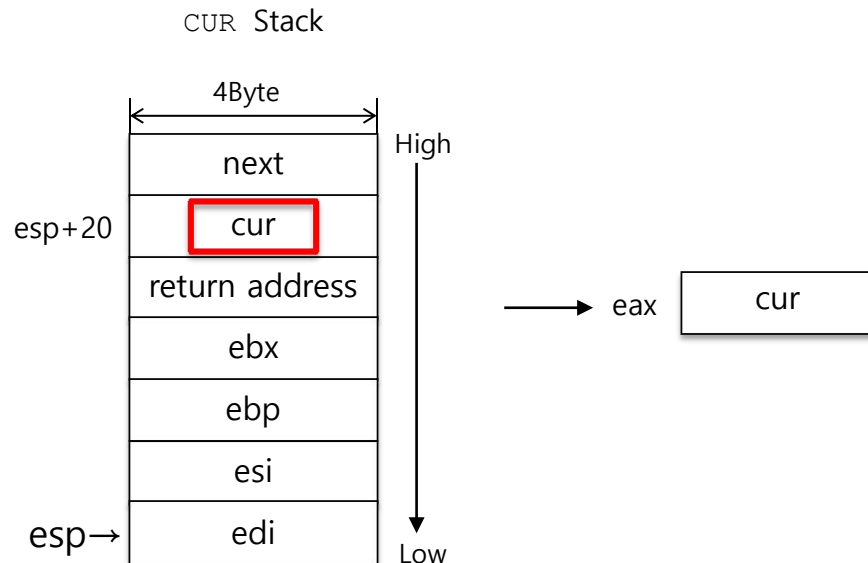 CUR Stack
4Byte
High
next
esp+20
cur
return address
eax
cur
ebx
ebp
esi
esp→
edi
Low